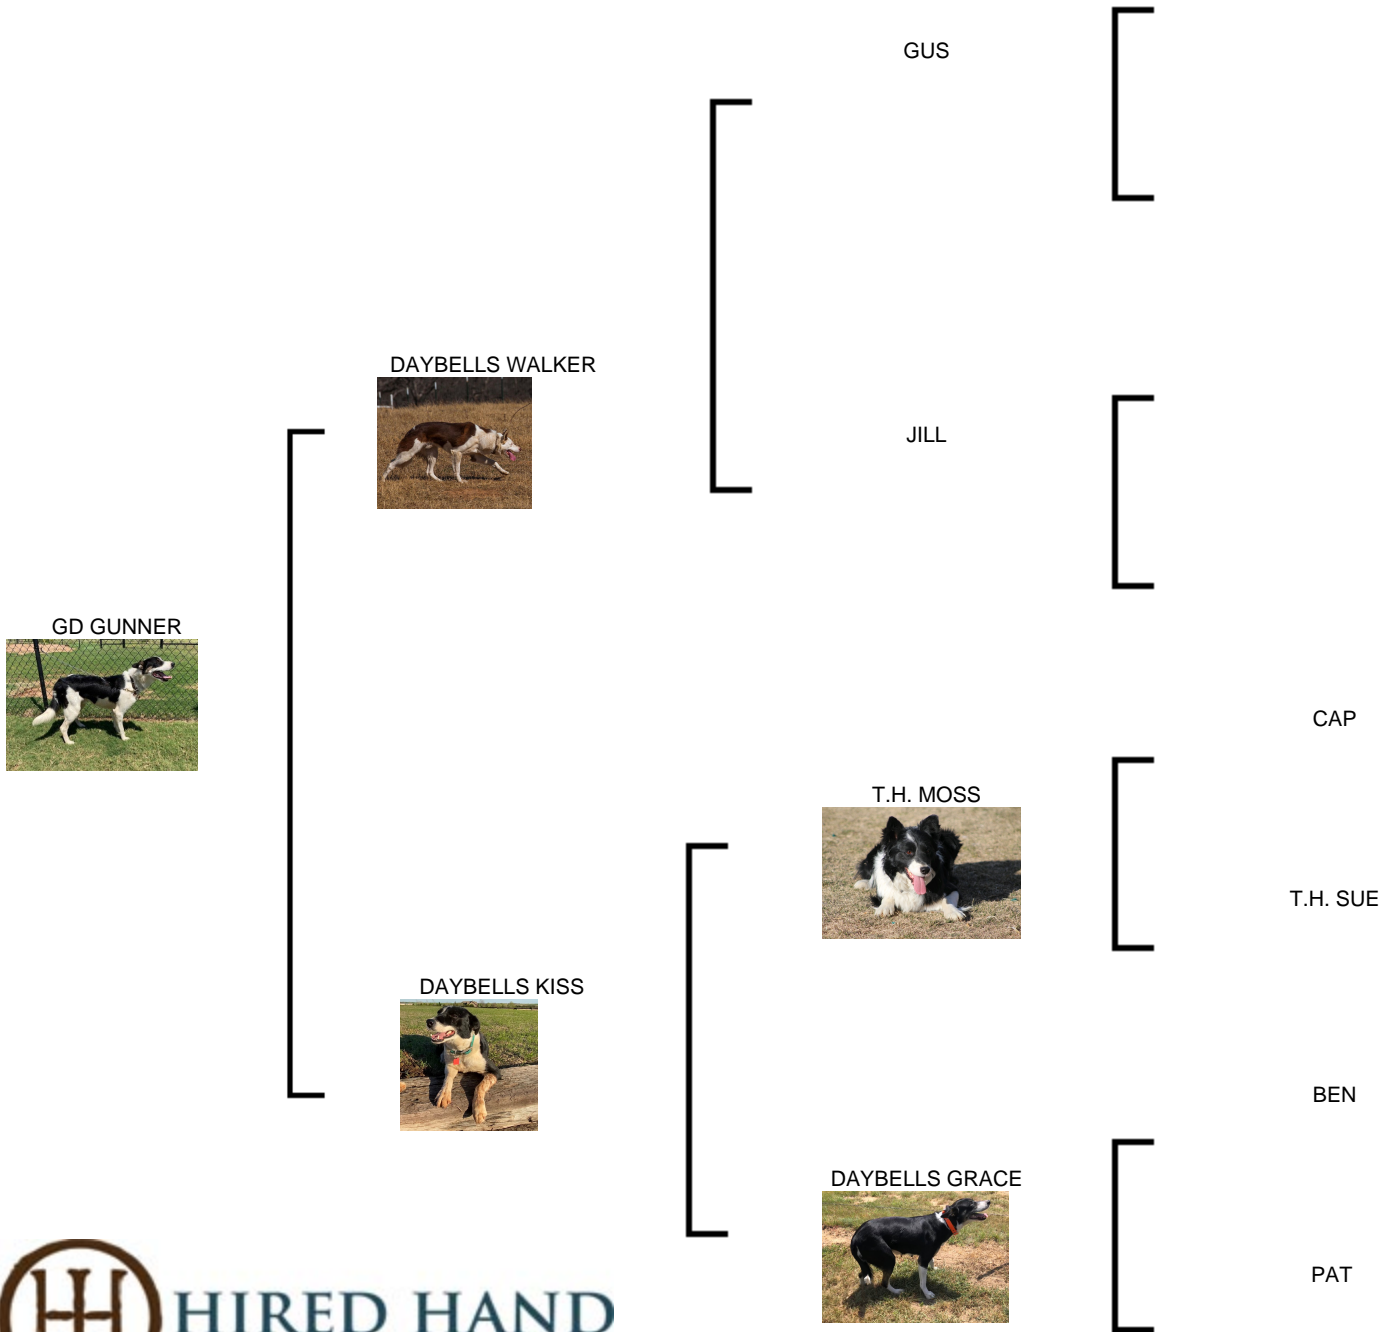 GUS
DAYBELLS WALKER
JILL
GD GUNNER
CAP
T.H. MOSS
T.H. SUE
DAYBELLS KISS
BEN
DAYBELLS GRACE
PAT
HIRED HAND